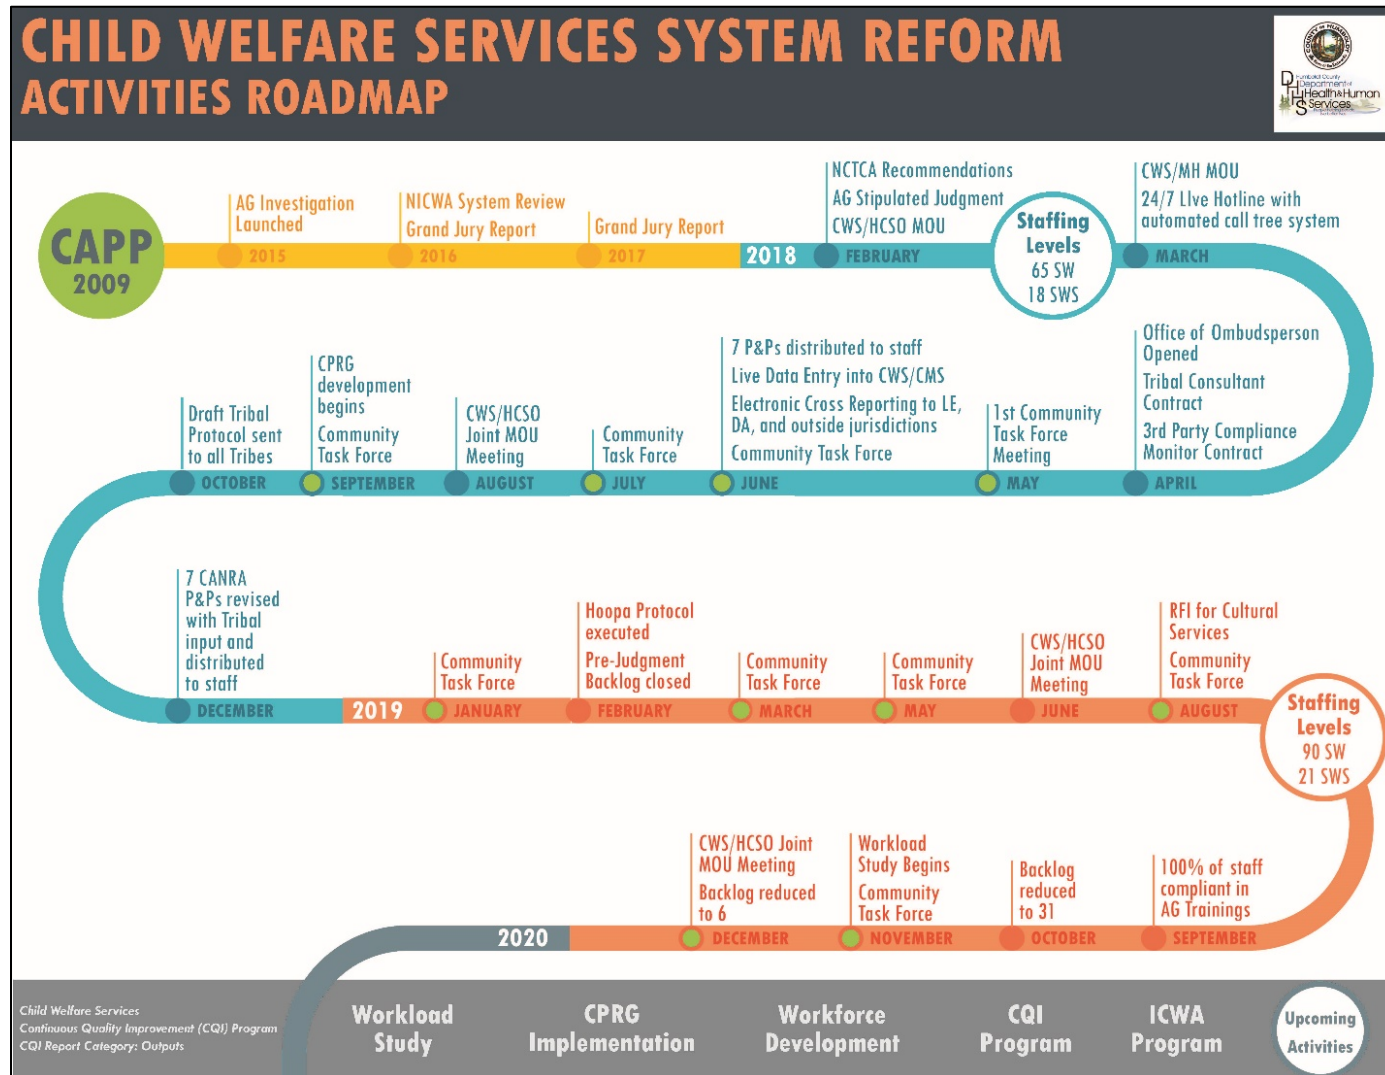 CHILD WELFARE SERVICES SYSTEM REFORM
ACTIVITIES ROADMAP
COUNTY OF HUMBOLDT
Humboldt County
Department of
Health & Human
Services
DHHS
CAPP
2009
AG Investigation
Launched
2015
NICWA System Review
Grand Jury Report
2016
Grand Jury Report
2017
2018
NCTCA Recommendations
AG Stipulated Judgment
CWS/HCSO MOU
FEBRUARY
Staffing
Levels
65 SW
18 SWS
CWS/MH MOU
24/7 LIve Hotline with
automated call tree system
MARCH
Office of Ombudsperson
Opened
Tribal Consultant
Contract
3rd Party Compliance
Monitor Contract
APRIL
1st Community
Task Force
Meeting
MAY
7 P&Ps distributed to staff
Live Data Entry into CWS/CMS
Electronic Cross Reporting to LE,
DA, and outside jurisdictions
Community Task Force
JUNE
Community
Task Force
JULY
CWS/HCSO
Joint MOU
Meeting
AUGUST
CPRG
development
begins
Community
Task Force
SEPTEMBER
Draft Tribal
Protocol sent
to all Tribes
OCTOBER
7 CANRA
P&Ps revised
with Tribal
input and
distributed
to staff
DECEMBER
2019
Community
Task Force
JANUARY
Hoopa Protocol
executed
Pre-Judgment
Backlog closed
FEBRUARY
Community
Task Force
MARCH
Community
Task Force
MAY
CWS/HCSO
Joint MOU
Meeting
JUNE
RFI for Cultural
Services
Community
Task Force
AUGUST
Staffing
Levels
90 SW
21 SWS
100% of staff
compliant in
AG Trainings
SEPTEMBER
Backlog
reduced
to 31
OCTOBER
Workload
Study Begins
Community
Task Force
NOVEMBER
CWS/HCSO Joint
MOU Meeting
Backlog reduced
to 6
DECEMBER
2020
Child Welfare Services
Continuous Quality Improvement (CQI) Program
CQI Report Category: Outputs
Workload
Study
CPRG
Implementation
Workforce
Development
CQI
Program
ICWA
Program
Upcoming
Activities